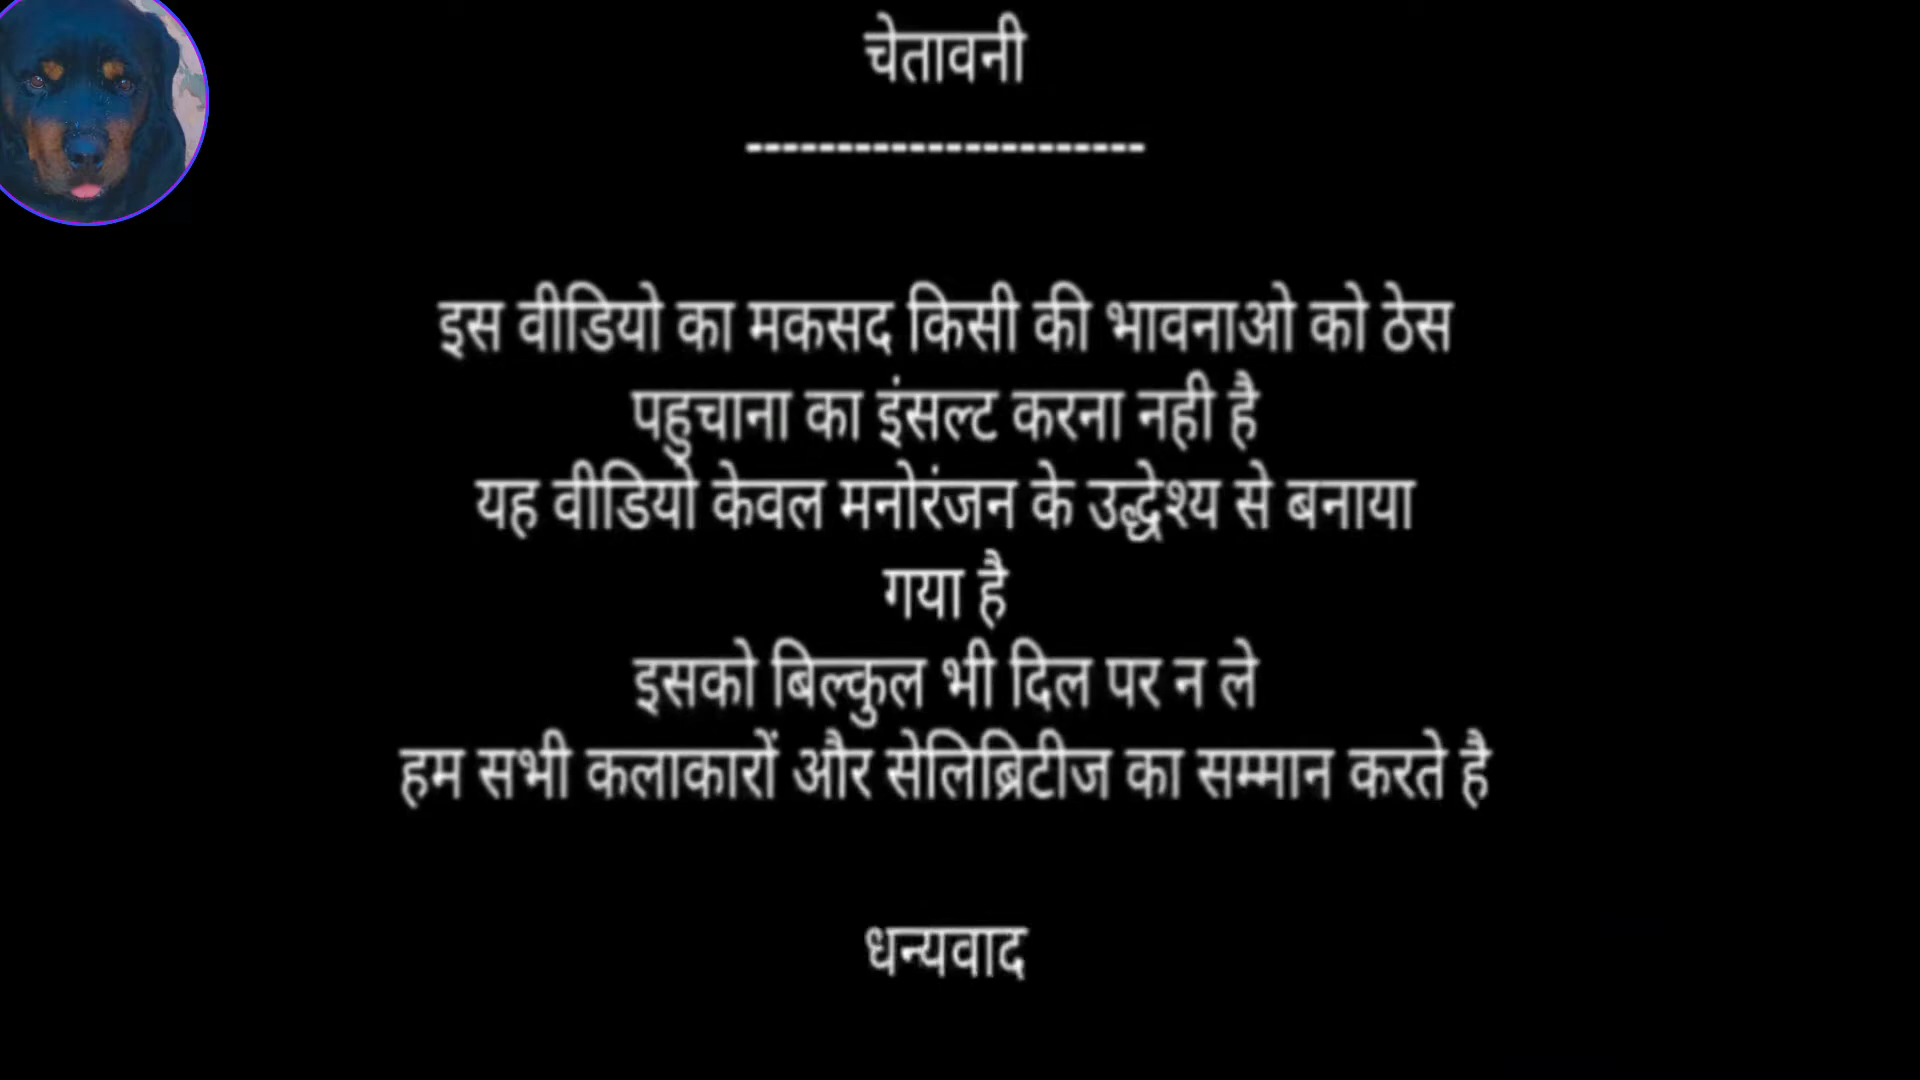 चेतावनी
----------------------
इस वीडियो का मकसद किसी की भावनाओ को ठेस
पहुचाना का इंसल्ट करना नही है
यह वीडियो केवल मनोरंजन के उद्धेश्य से बनाया
गया है
इसको बिल्कुल भी दिल पर न ले
हम सभी कलाकारों और सेलिब्रिटीज का सम्मान करते है
धन्यवाद